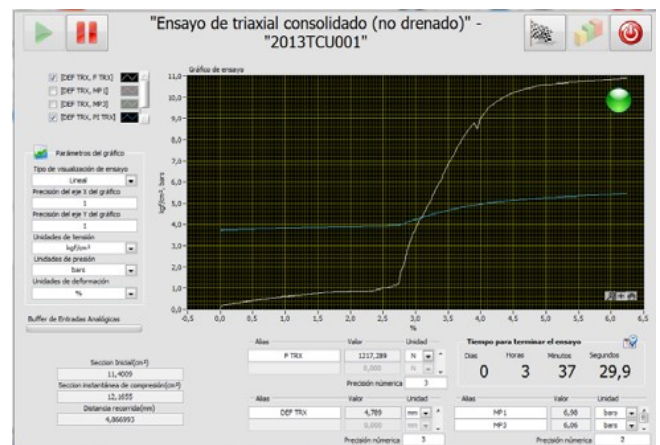 "Ensayo de triaxial consolidado (no drenado)" -
"2013TCU001"
Gráfico de ensayo
[DEF TRX, F TRX]
[DEF TRX, MP1]
[DEF TRX, MP3]
[DEF TRX, PI TRX]
Parámetros del gráfico
Tipo de visualización de ensayo
Lineal
Precisión del eje X del gráfico
1
Precisión del eje Y del gráfico
1
Unidades de tensión
kgf/cm²
Unidades de presión
bars
Unidades de deformación
%
Buffer de Entradas Analógicas
Seccion Inicial(cm²)
11,4009
Seccion instantánea de compresión(cm²)
12,1655
Distancia recorrida(mm)
4,866993
kgf/cm², bars
11,0
10,0
9,0
8,0
7,0
6,0
5,0
4,0
3,0
2,0
1,0
0,0
-0,5 0,0 0,5 1,0 1,5 2,0 2,5 3,0 3,5 4,0 4,5 5,0 5,5 6,0 6,5
%
Alias Valor Unidad
F TRX 1217,289 N
0,000 N
Precisión númerica 3
Tiempo para terminar el ensayo
Dias Horas Minutos Segundos
0 3 37 29,9
Alias Valor Unidad
DEF TRX 4,789 mm
0,000 mm
Precisión númerica 3
Alias Valor Unidad
MP1 6,98 bars
MP3 6,06 bars
Precisión númerica 2